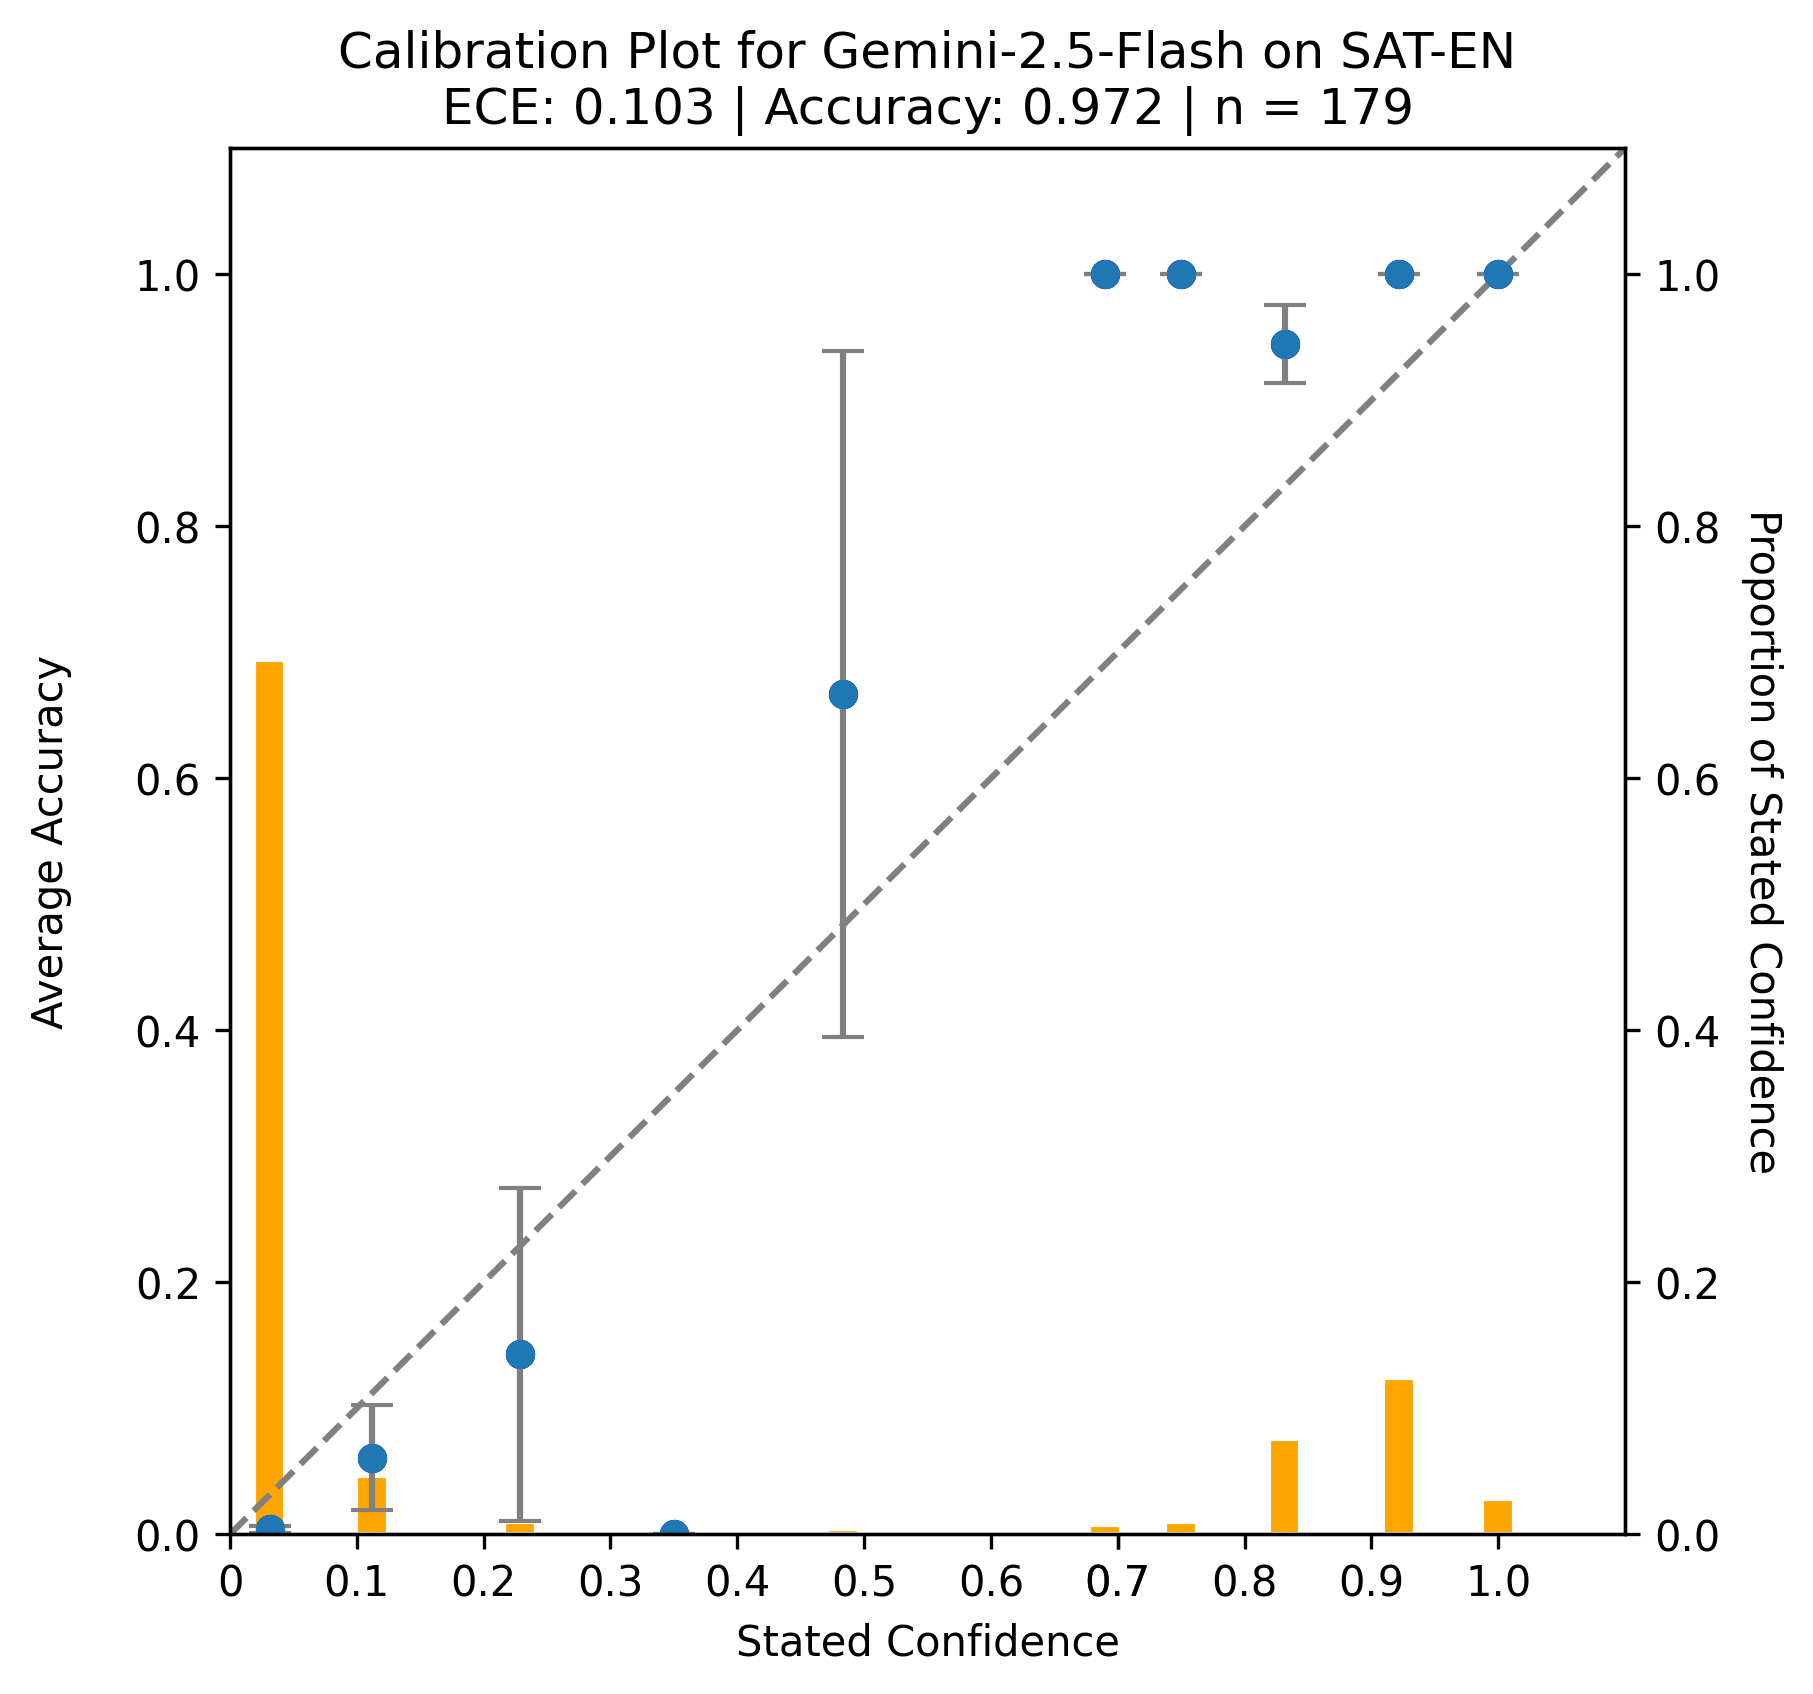 Calibration Plot for Gemini-2.5-Flash on SAT-EN
ECE: 0.103 | Accuracy: 0.972 | n = 179
Average Accuracy
1.0
0.8
0.6
0.4
0.2
0.0
1.0
0.8
0.6
0.4
0.2
0.0
Proportion of Stated Confidence
0 0.1 0.2 0.3 0.4 0.5 0.6 0.7 0.8 0.9 1.0
Stated Confidence